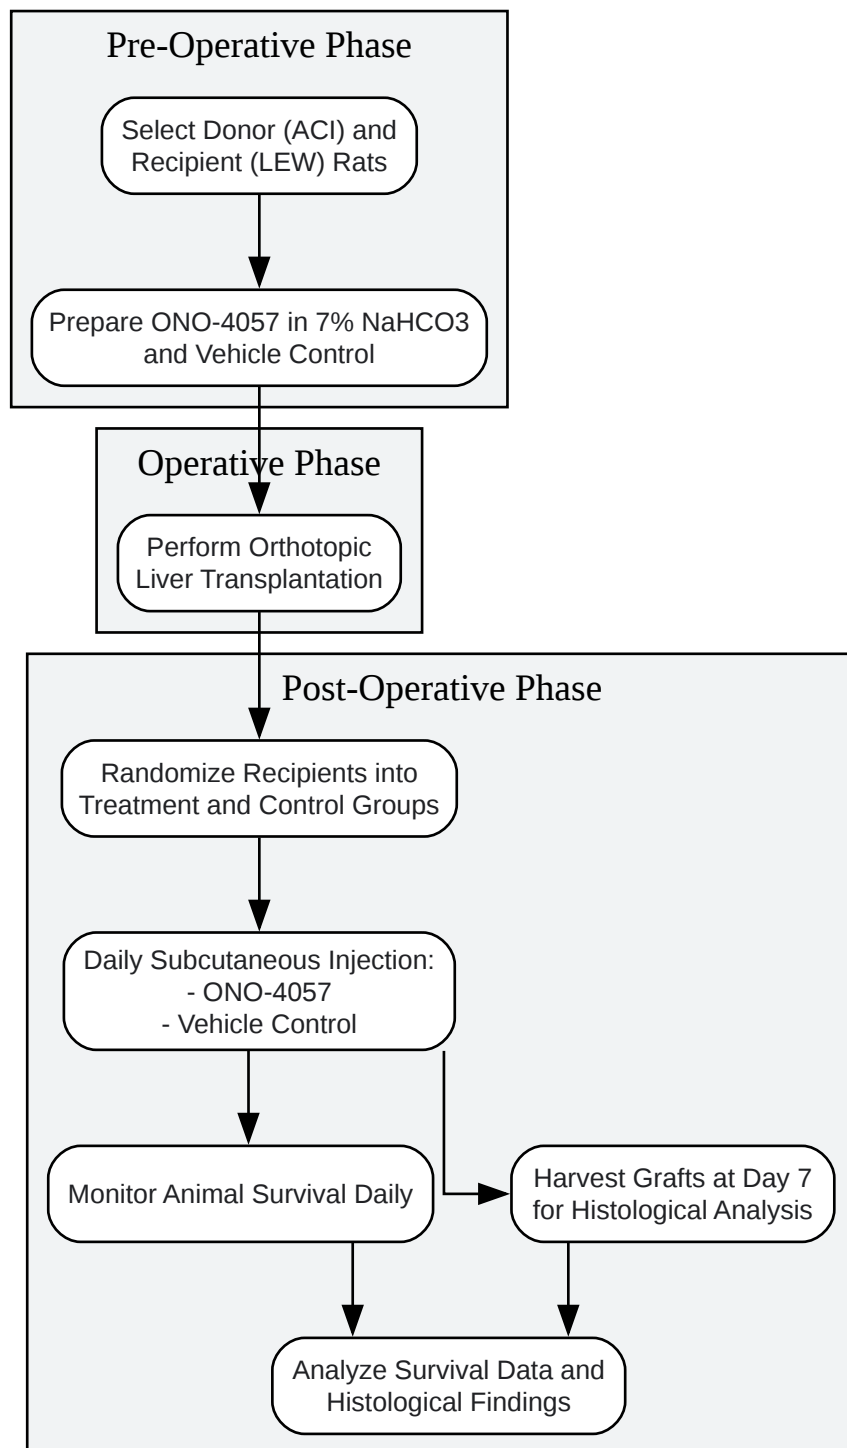 Pre-Operative Phase
Select Donor (ACI) and
Recipient (LEW) Rats
Prepare ONO-4057 in 7% NaHCO3
and Vehicle Control
Operative Phase
Perform Orthotopic
Liver Transplantation
Post-Operative Phase
Randomize Recipients into
Treatment and Control Groups
Daily Subcutaneous Injection:
- ONO-4057
- Vehicle Control
Monitor Animal Survival Daily
Harvest Grafts at Day 7
for Histological Analysis
Analyze Survival Data and
Histological Findings